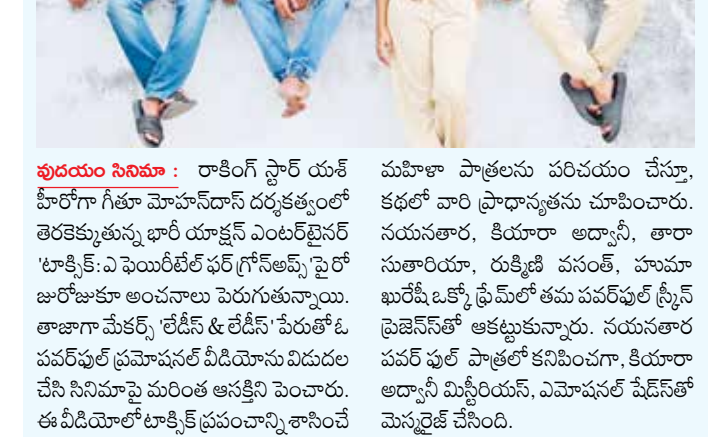 వుదయం సినిమా : రాకింగ్ స్టార్ యశ్
హీరోగా గీతూ మోహన్‌దాస్ దర్శకత్వంలో
తెరకెక్కుతున్న భారీ యాక్షన్ ఎంటర్‌టైనర్
'టాక్సిక్: ఎ ఫెయిరీటేల్ ఫర్ గ్రోన్‌అప్స్' పై రో
జురోజుకూ అంచనాలు పెరుగుతున్నాయి.
తాజాగా మేకర్స్ 'లేడీస్ & లేడీస్' పేరుతో ఓ
పవర్‌ఫుల్ ప్రమోషనల్ వీడియోను విడుదల
చేసి సినిమాపై మరింత ఆసక్తిని పెంచారు.
ఈ వీడియోలో టాక్సిక్ ప్రపంచాన్ని శాసించే
మహిళా పాత్రలను పరిచయం చేస్తూ,
కథలో వారి ప్రాధాన్యతను చూపించారు.
నయనతార, కియారా అద్వానీ, తారా
సుతారియా, రుక్మిణి వసంత్, హుమా
ఖురేషీ ఒక్కో ఫ్రేమ్‌లో తమ పవర్‌ఫుల్ స్క్రీన్
ప్రెజెన్స్‌తో ఆకట్టుకున్నారు. నయనతార
పవర్ ఫుల్ పాత్రలో కనిపించగా, కియారా
అద్వానీ మిస్టీరియస్, ఎమోషనల్ షేడ్స్‌తో
మెస్మరైజ్ చేసింది.